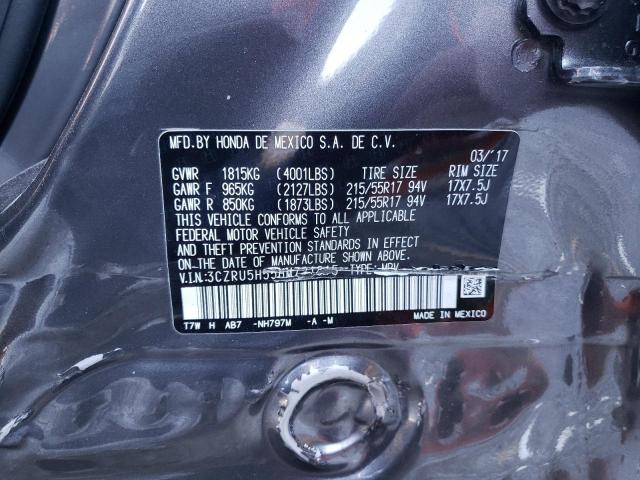 MFD.BY HONDA DE MEXICO S.A. DE C.V.
03/'17
GVWR 1815KG (4001LBS) TIRE SIZE RIM SIZE
GAWR F 965KG (2127LBS) 215/55R17 94V 17X7.5J
GAWR R 850KG (1873LBS) 215/55R17 94V 17X7.5J
THIS VEHICLE CONFORMS TO ALL APPLICABLE
FEDERAL MOTOR VEHICLE SAFETY
AND THEFT PREVENTION STANDARDS IN EFFECT
ON THE DATE OF MANUFACTURE SHOWN ABOVE.
V.I.N: TYPE: MPV
T7W H AB7 -NH797M -A -M MADE IN MEXICO